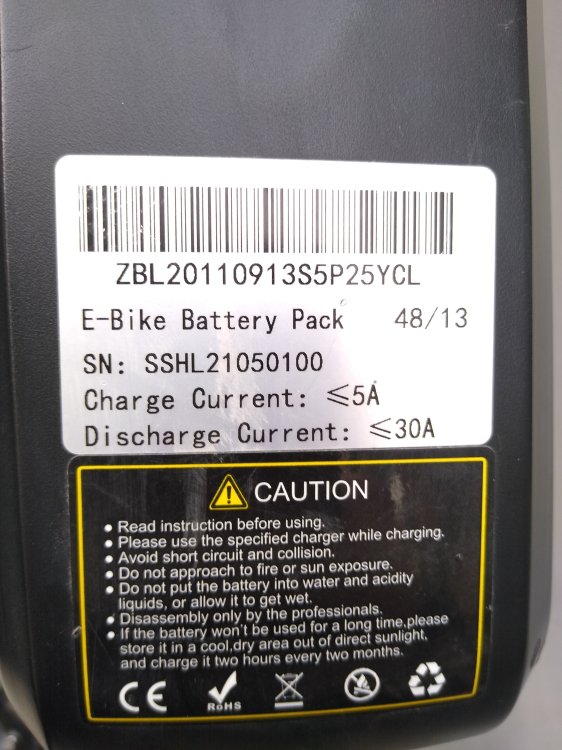 ZBL20110913S5P25YCL
E-Bike Battery Pack 48/13
SN: SSHL21050100
Charge Current: ≤5A
Discharge Current: ≤30A
CAUTION
● Read instruction before using.
● Please use the specified charger while charging.
● Avoid short circuit and collision.
● Do not approach to fire or sun exposure.
● Do not put the battery into water and acidity
liquids, or allow it to get wet.
● Disassembly only by the professionals.
● If the battery won't be used for a long time,please
store it in a cool,dry area out of direct sunlight,
and charge it two hours every two months.
CE RoHS